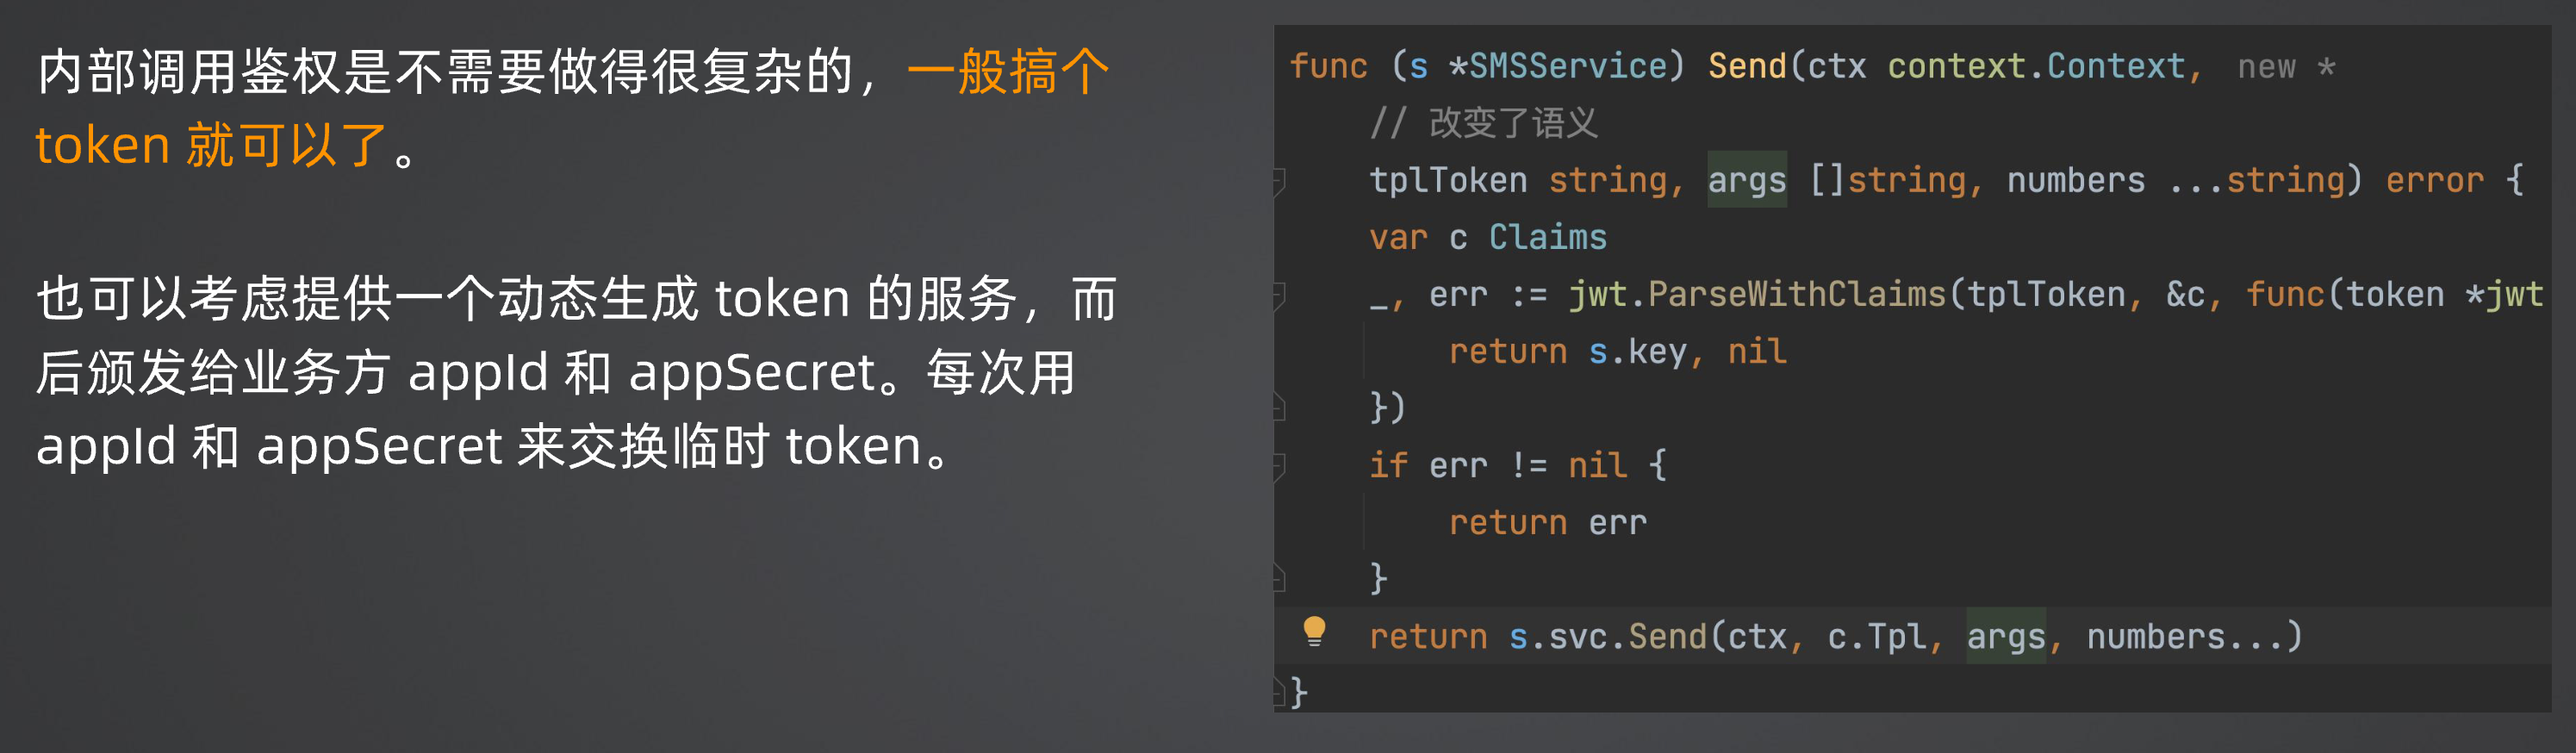 内部调用鉴权是不需要做得很复杂的，一般搞个
token 就可以了。
也可以考虑提供一个动态生成 token 的服务，而
后颁发给业务方 appId 和 appSecret。每次用
appId 和 appSecret 来交换临时 token。
func (s *SMSService) Send(ctx context.Context,  new *
// 改变了语义
tplToken string, args []string, numbers ...string) error {
var c Claims
_, err := jwt.ParseWithClaims(tplToken, &c, func(token *jwt
return s.key, nil
})
if err != nil {
return err
}
return s.svc.Send(ctx, c.Tpl, args, numbers...)
}